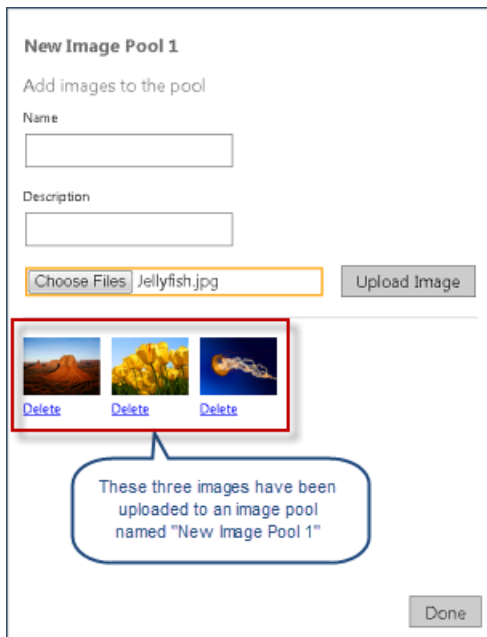 New Image Pool 1
Add images to the pool
Name
Description
Choose Files Jellyfish.jpg Upload Image
Delete Delete Delete
These three images have been
uploaded to an image pool
named "New Image Pool 1"
Done